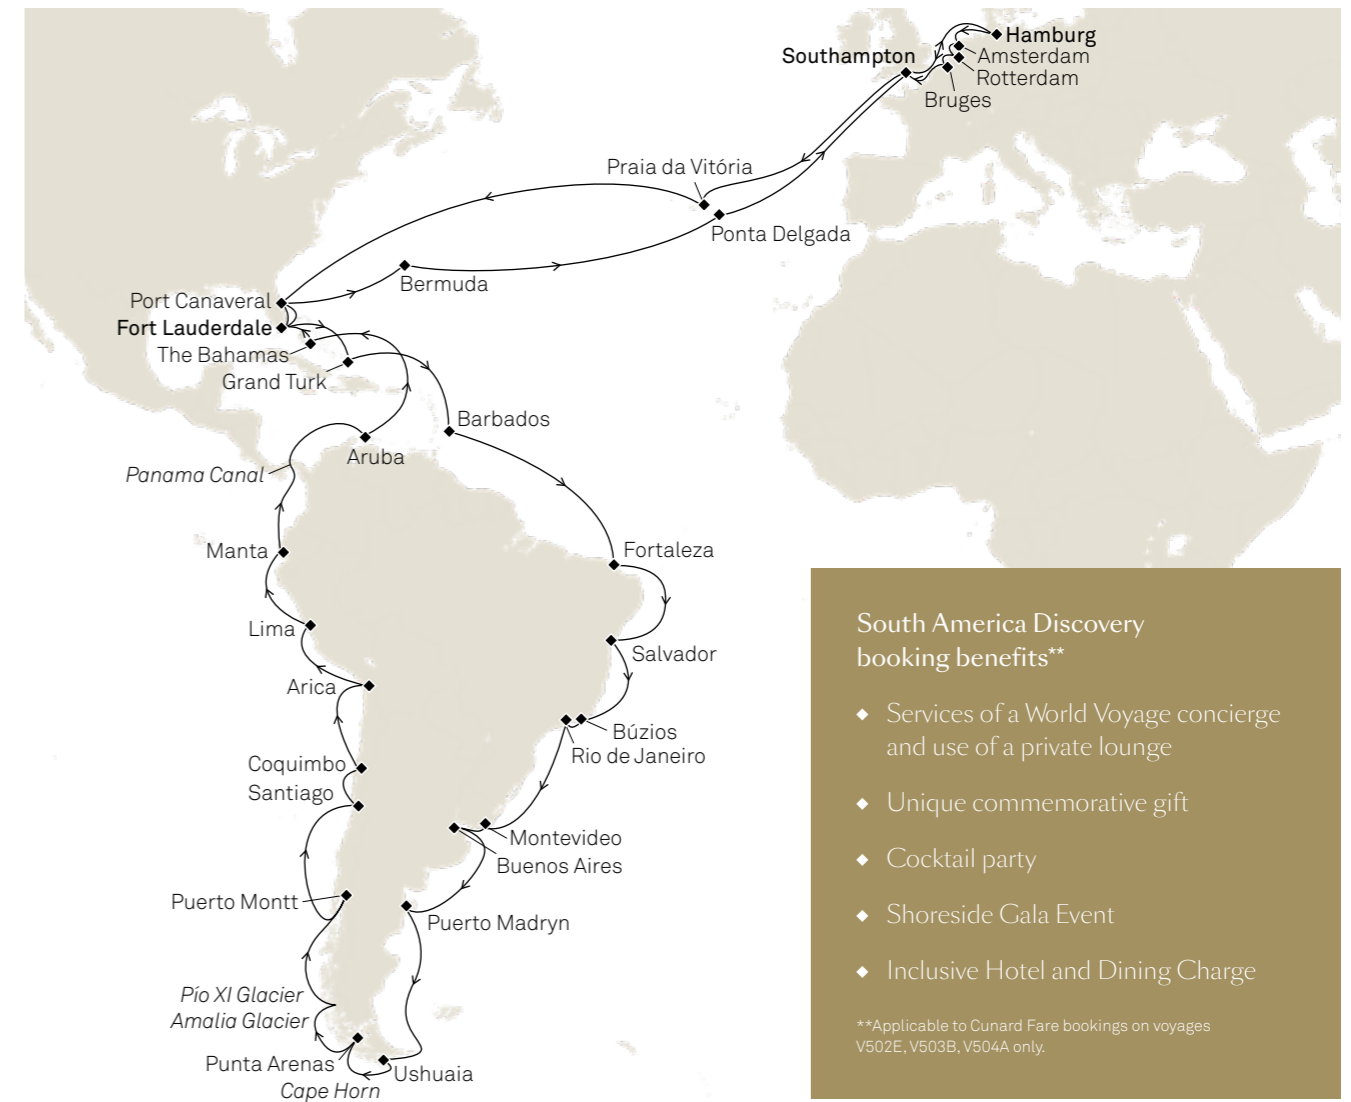 Hamburg
Southampton
Amsterdam
Rotterdam
Bruges
Praia da Vitória
Ponta Delgada
Bermuda
Port Canaveral
Fort Lauderdale
The Bahamas
Grand Turk
Barbados
Aruba
Panama Canal
Manta
Fortaleza
Lima
Salvador
Arica
Búzios
Rio de Janeiro
Coquimbo
Santiago
Montevideo
Buenos Aires
Puerto Montt
Puerto Madryn
Pío XI Glacier
Amalia Glacier
Punta Arenas
Ushuaia
Cape Horn
South America Discovery
booking benefits**
◆ Services of a World Voyage concierge
and use of a private lounge
◆ Unique commemorative gift
◆ Cocktail party
◆ Shoreside Gala Event
◆ Inclusive Hotel and Dining Charge
**Applicable to Cunard Fare bookings on voyages
V502E, V503B, V504A only.